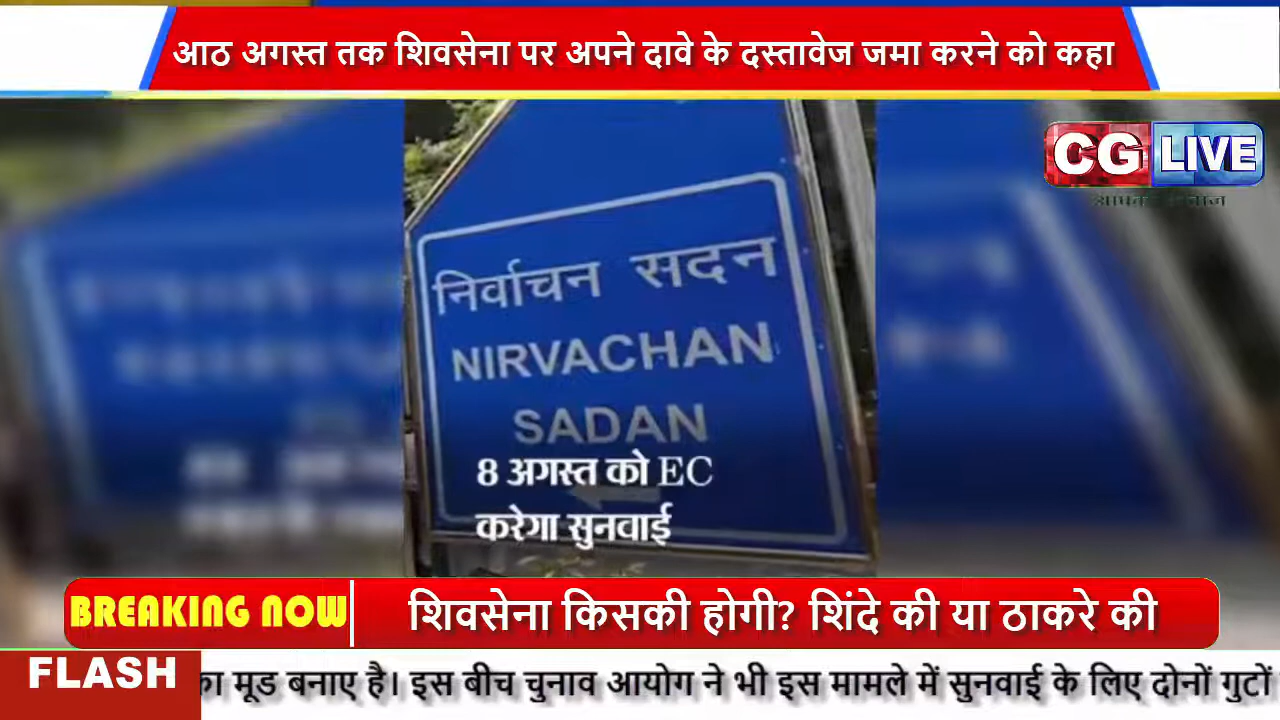 आठ अगस्त तक शिवसेना पर अपने दावे के दस्तावेज जमा करने को कहा
CG LIVE
निर्वाचन सदन
NIRVACHAN
SADAN
8 अगस्त को EC
करेगा सुनवाई
BREAKING NOW
शिवसेना किसकी होगी? शिंदे की या ठाकरे की
FLASH
का मूड बनाए है। इस बीच चुनाव आयोग ने भी इस मामले में सुनवाई के लिए दोनों गुटों